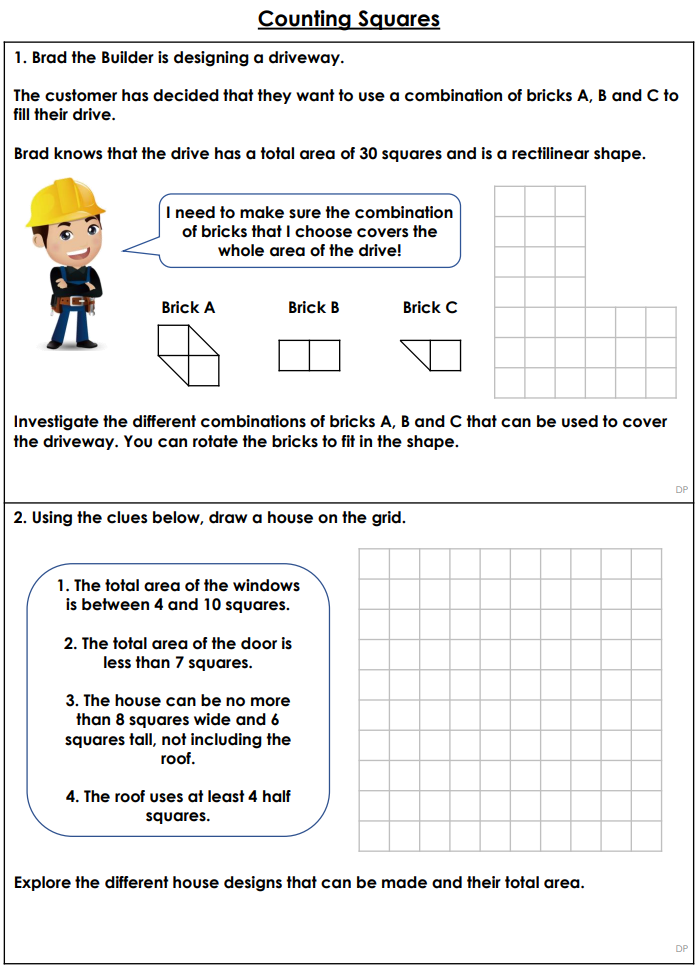 Counting Squares
1. Brad the Builder is designing a driveway.
The customer has decided that they want to use a combination of bricks A, B and C to
fill their drive.
Brad knows that the drive has a total area of 30 squares and is a rectilinear shape.
I need to make sure the combination
of bricks that I choose covers the
whole area of the drive!
Brick A
Brick B
Brick C
Investigate the different combinations of bricks A, B and C that can be used to cover
the driveway. You can rotate the bricks to fit in the shape.
DP
2. Using the clues below, draw a house on the grid.
1. The total area of the windows
is between 4 and 10 squares.
2. The total area of the door is
less than 7 squares.
3. The house can be no more
than 8 squares wide and 6
squares tall, not including the
roof.
4. The roof uses at least 4 half
squares.
Explore the different house designs that can be made and their total area.
DP